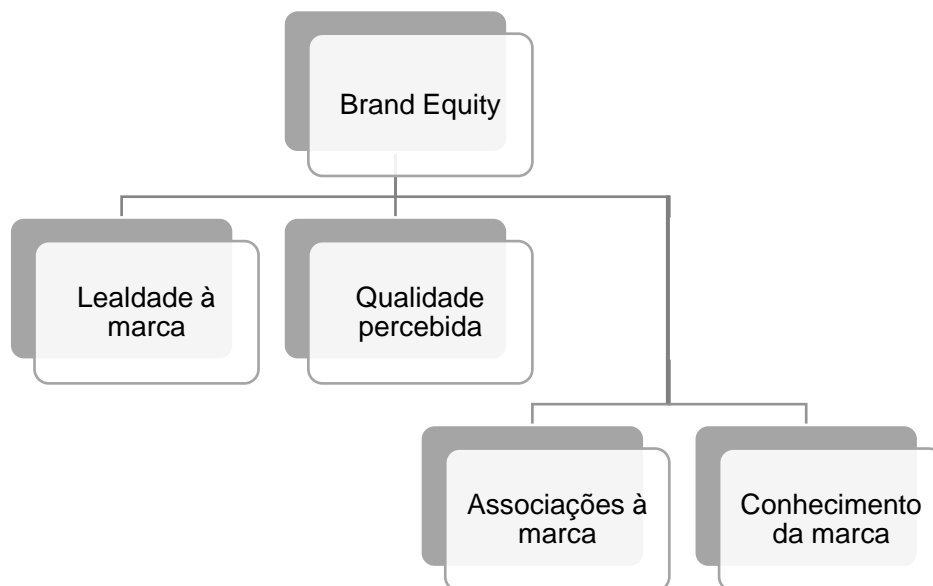 Brand Equity
Lealdade à
marca
Qualidade
percebida
Associações à
marca
Conhecimento
da marca